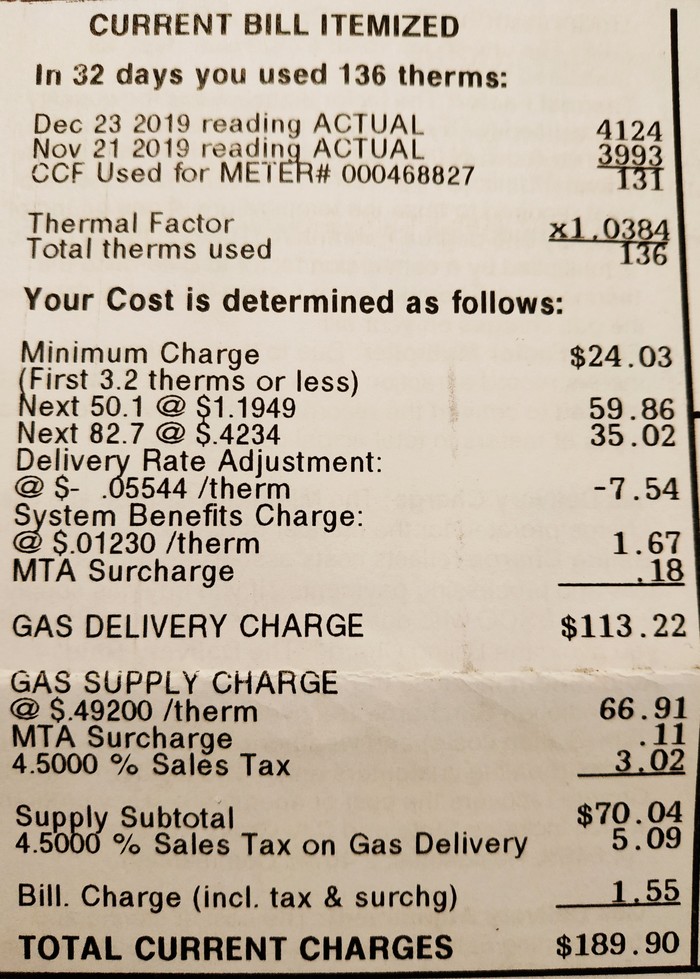 CURRENT BILL ITEMIZED
In 32 days you used 136 therms:
Dec 23 2019 reading ACTUAL 4124
Nov 21 2019 reading ACTUAL 3993
CCF Used for METER# 000468827 131
Thermal Factor x1.0384
Total therms used 136
Your Cost is determined as follows:
Minimum Charge $24.03
(First 3.2 therms or less)
Next 50.1 @ $1.1949 59.86
Next 82.7 @ $.4234 35.02
Delivery Rate Adjustment:
@ $- .05544 /therm -7.54
System Benefits Charge:
@ $.01230 /therm 1.67
MTA Surcharge .18
GAS DELIVERY CHARGE $113.22
GAS SUPPLY CHARGE
@ $.49200 /therm 66.91
MTA Surcharge .11
4.5000 % Sales Tax 3.02
Supply Subtotal $70.04
4.5000 % Sales Tax on Gas Delivery 5.09
Bill. Charge (incl. tax & surchg) 1.55
TOTAL CURRENT CHARGES $189.90